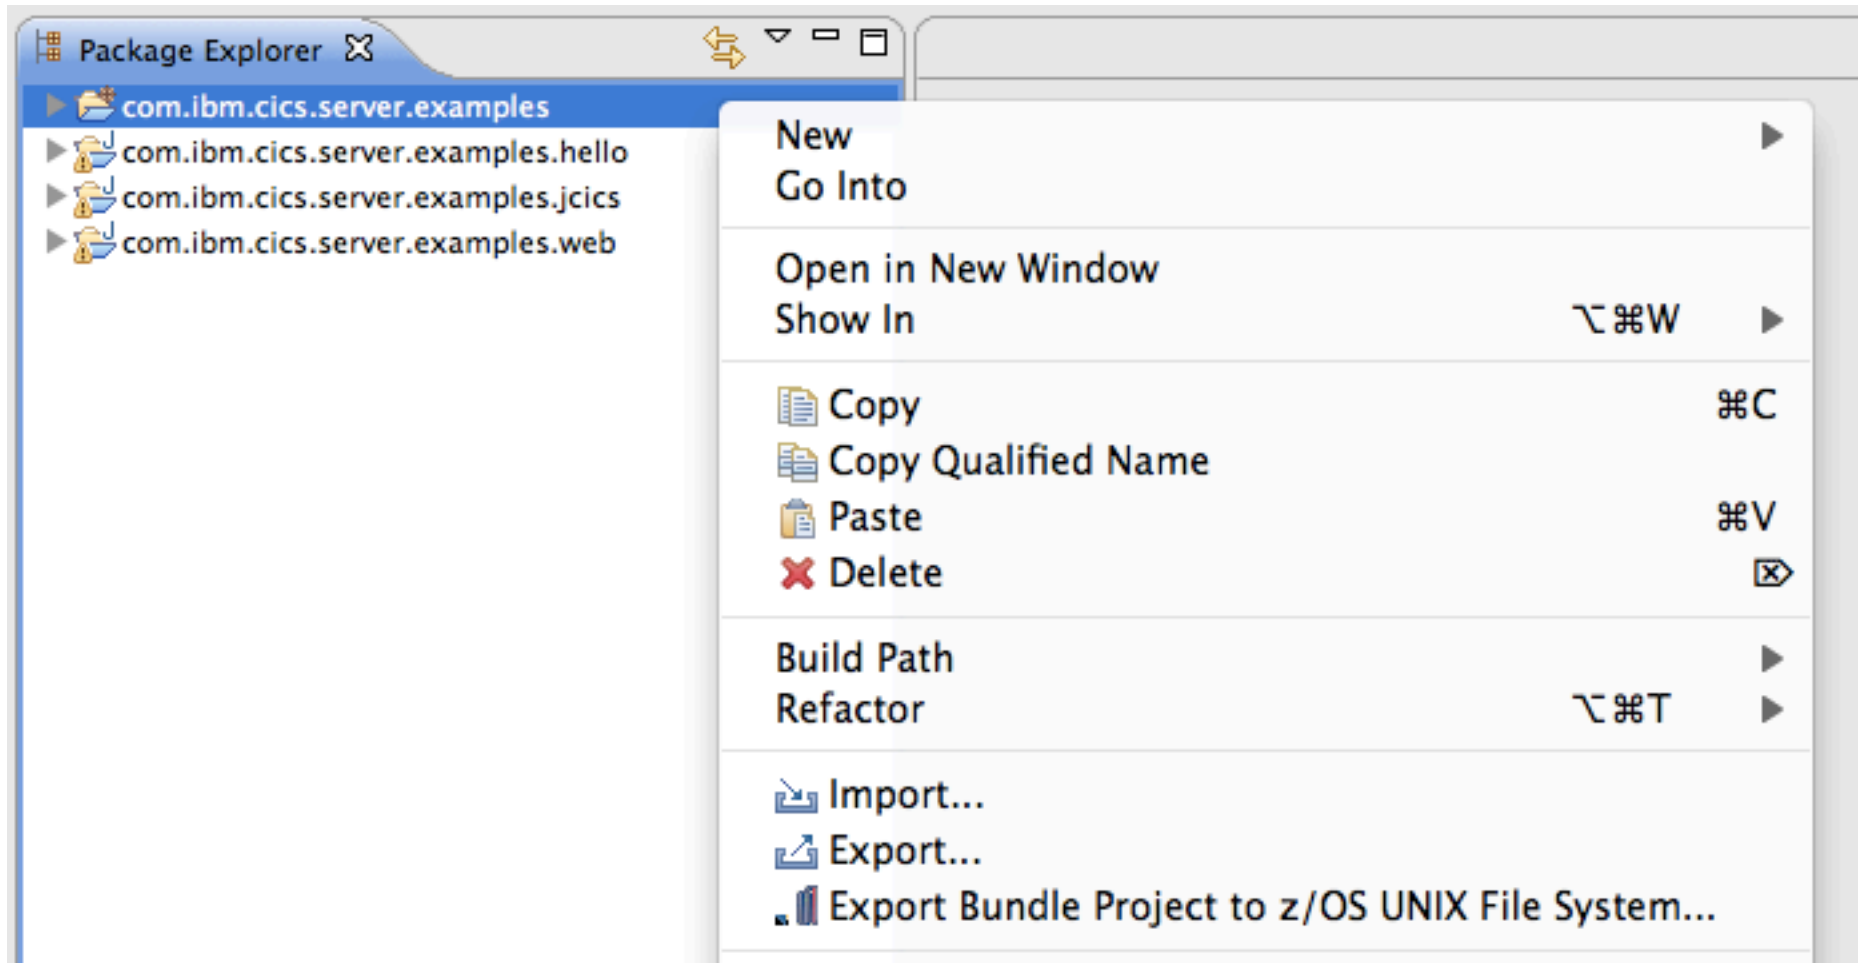 Package Explorer
com.ibm.cics.server.examples
com.ibm.cics.server.examples.hello
com.ibm.cics.server.examples.jcics
com.ibm.cics.server.examples.web
New
Go Into
Open in New Window
Show In ⌥⌘W
Copy ⌘C
Copy Qualified Name
Paste ⌘V
Delete ⌦
Build Path
Refactor ⌥⌘T
Import...
Export...
Export Bundle Project to z/OS UNIX File System...